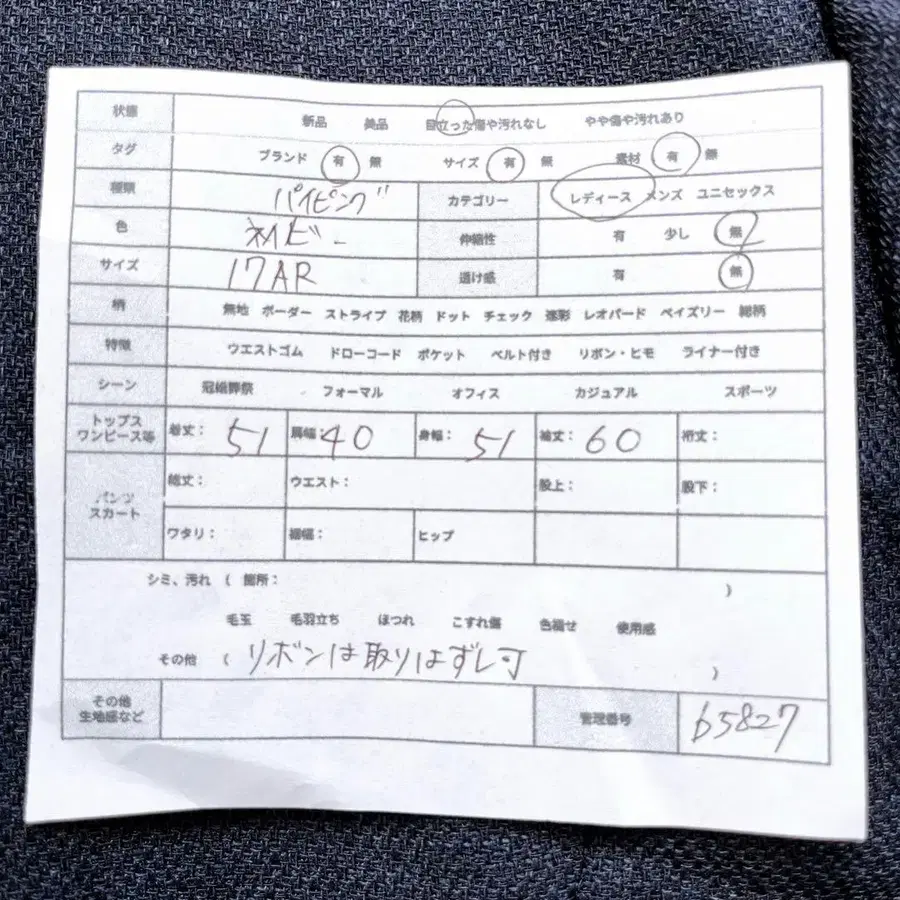 状態 新品 美品 目立った傷や汚れなし やや傷や汚れあり
タグ ブランド 有 無 サイズ 有 無 素材 有 無
種類 パイピング カテゴリー レディース メンズ ユニセックス
色 ネイビー 伸縮性 有 少し 無
サイズ 17AR 透け感 有 無
柄 無地 ボーダー ストライプ 花柄 ドット チェック 迷彩 レオパード ペイズリー 総柄
特徴 ウエストゴム ドローコード ポケット ベルト付き リボン・ヒモ ライナー付き
シーン 冠婚葬祭 フォーマル オフィス カジュアル スポーツ
トップス
ワンピース等 着丈: 51 肩幅: 40 身幅: 51 袖丈: 60 裄丈:
パンツ
スカート 総丈: ウエスト: 股上: 股下:
ワタリ: 裾幅: ヒップ
シミ、汚れ ( 箇所: )
毛玉 毛羽立ち ほつれ こすれ傷 色褪せ 使用感
その他 ( リボンは取りはずし可 )
その他
生地感など 管理番号 65827